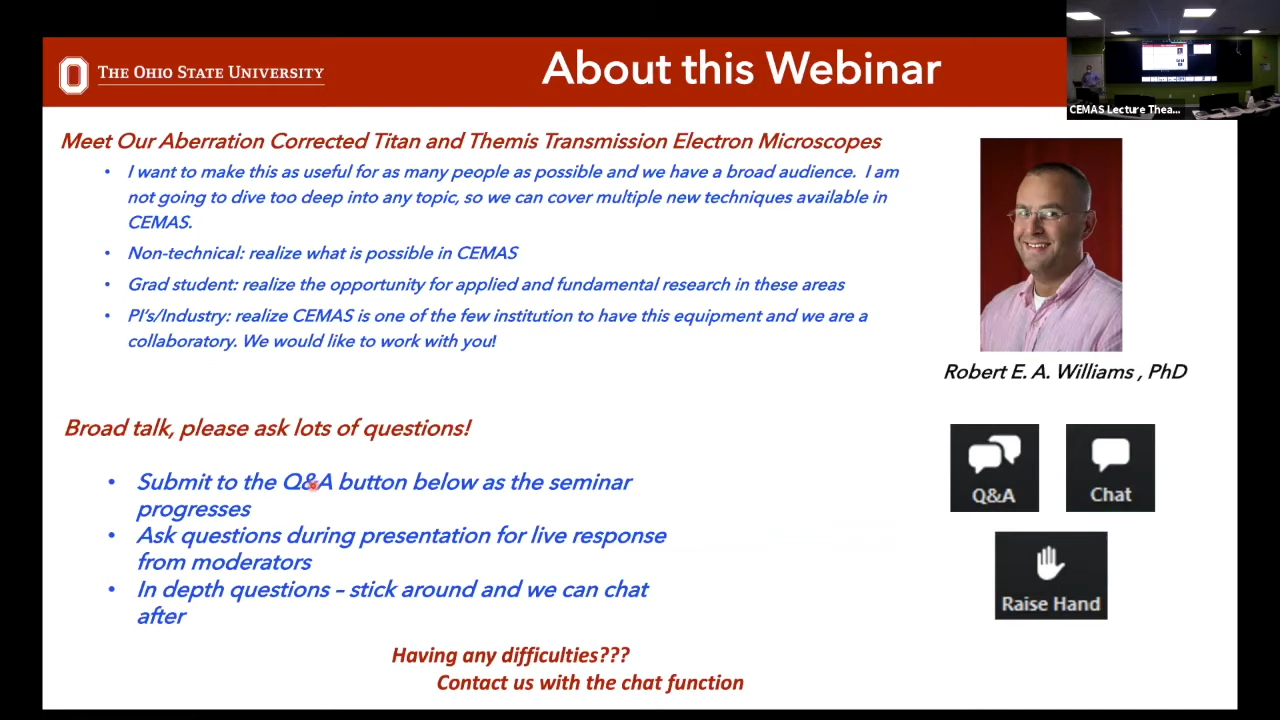 THE OHIO STATE UNIVERSITY
About this Webinar
CEMAS Lecture Thea...
Meet Our Aberration Corrected Titan and Themis Transmission Electron Microscopes
• I want to make this as useful for as many people as possible and we have a broad audience. I am
not going to dive too deep into any topic, so we can cover multiple new techniques available in
CEMAS.
• Non-technical: realize what is possible in CEMAS
• Grad student: realize the opportunity for applied and fundamental research in these areas
• PI's/Industry: realize CEMAS is one of the few institution to have this equipment and we are a
collaboratory. We would like to work with you!
Robert E. A. Williams , PhD
Broad talk, please ask lots of questions!
• Submit to the Q&A button below as the seminar
progresses
• Ask questions during presentation for live response
from moderators
• In depth questions – stick around and we can chat
after
Q&A
Chat
Raise Hand
Having any difficulties???
Contact us with the chat function